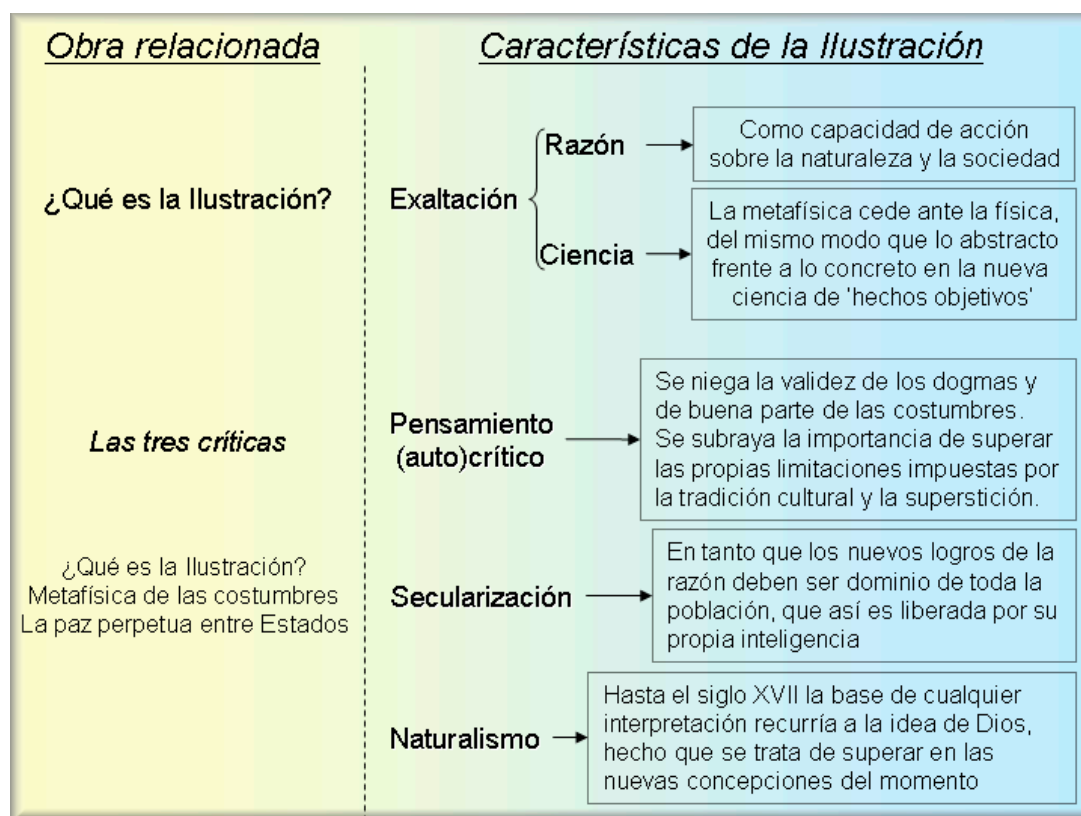 Obra relacionada
Características de la Ilustración
¿Qué es la Ilustración?
Exaltación
Razón
Como capacidad de acción
sobre la naturaleza y la sociedad
Ciencia
La metafísica cede ante la física,
del mismo modo que lo abstracto
frente a lo concreto en la nueva
ciencia de 'hechos objetivos'
Las tres críticas
Pensamiento
(auto)crítico
Se niega la validez de los dogmas y
de buena parte de las costumbres.
Se subraya la importancia de superar
las propias limitaciones impuestas por
la tradición cultural y la superstición.
¿Qué es la Ilustración?
Metafísica de las costumbres
La paz perpetua entre Estados
Secularización
En tanto que los nuevos logros de la
razón deben ser dominio de toda la
población, que así es liberada por su
propia inteligencia
Naturalismo
Hasta el siglo XVII la base de cualquier
interpretación recurría a la idea de Dios,
hecho que se trata de superar en las
nuevas concepciones del momento